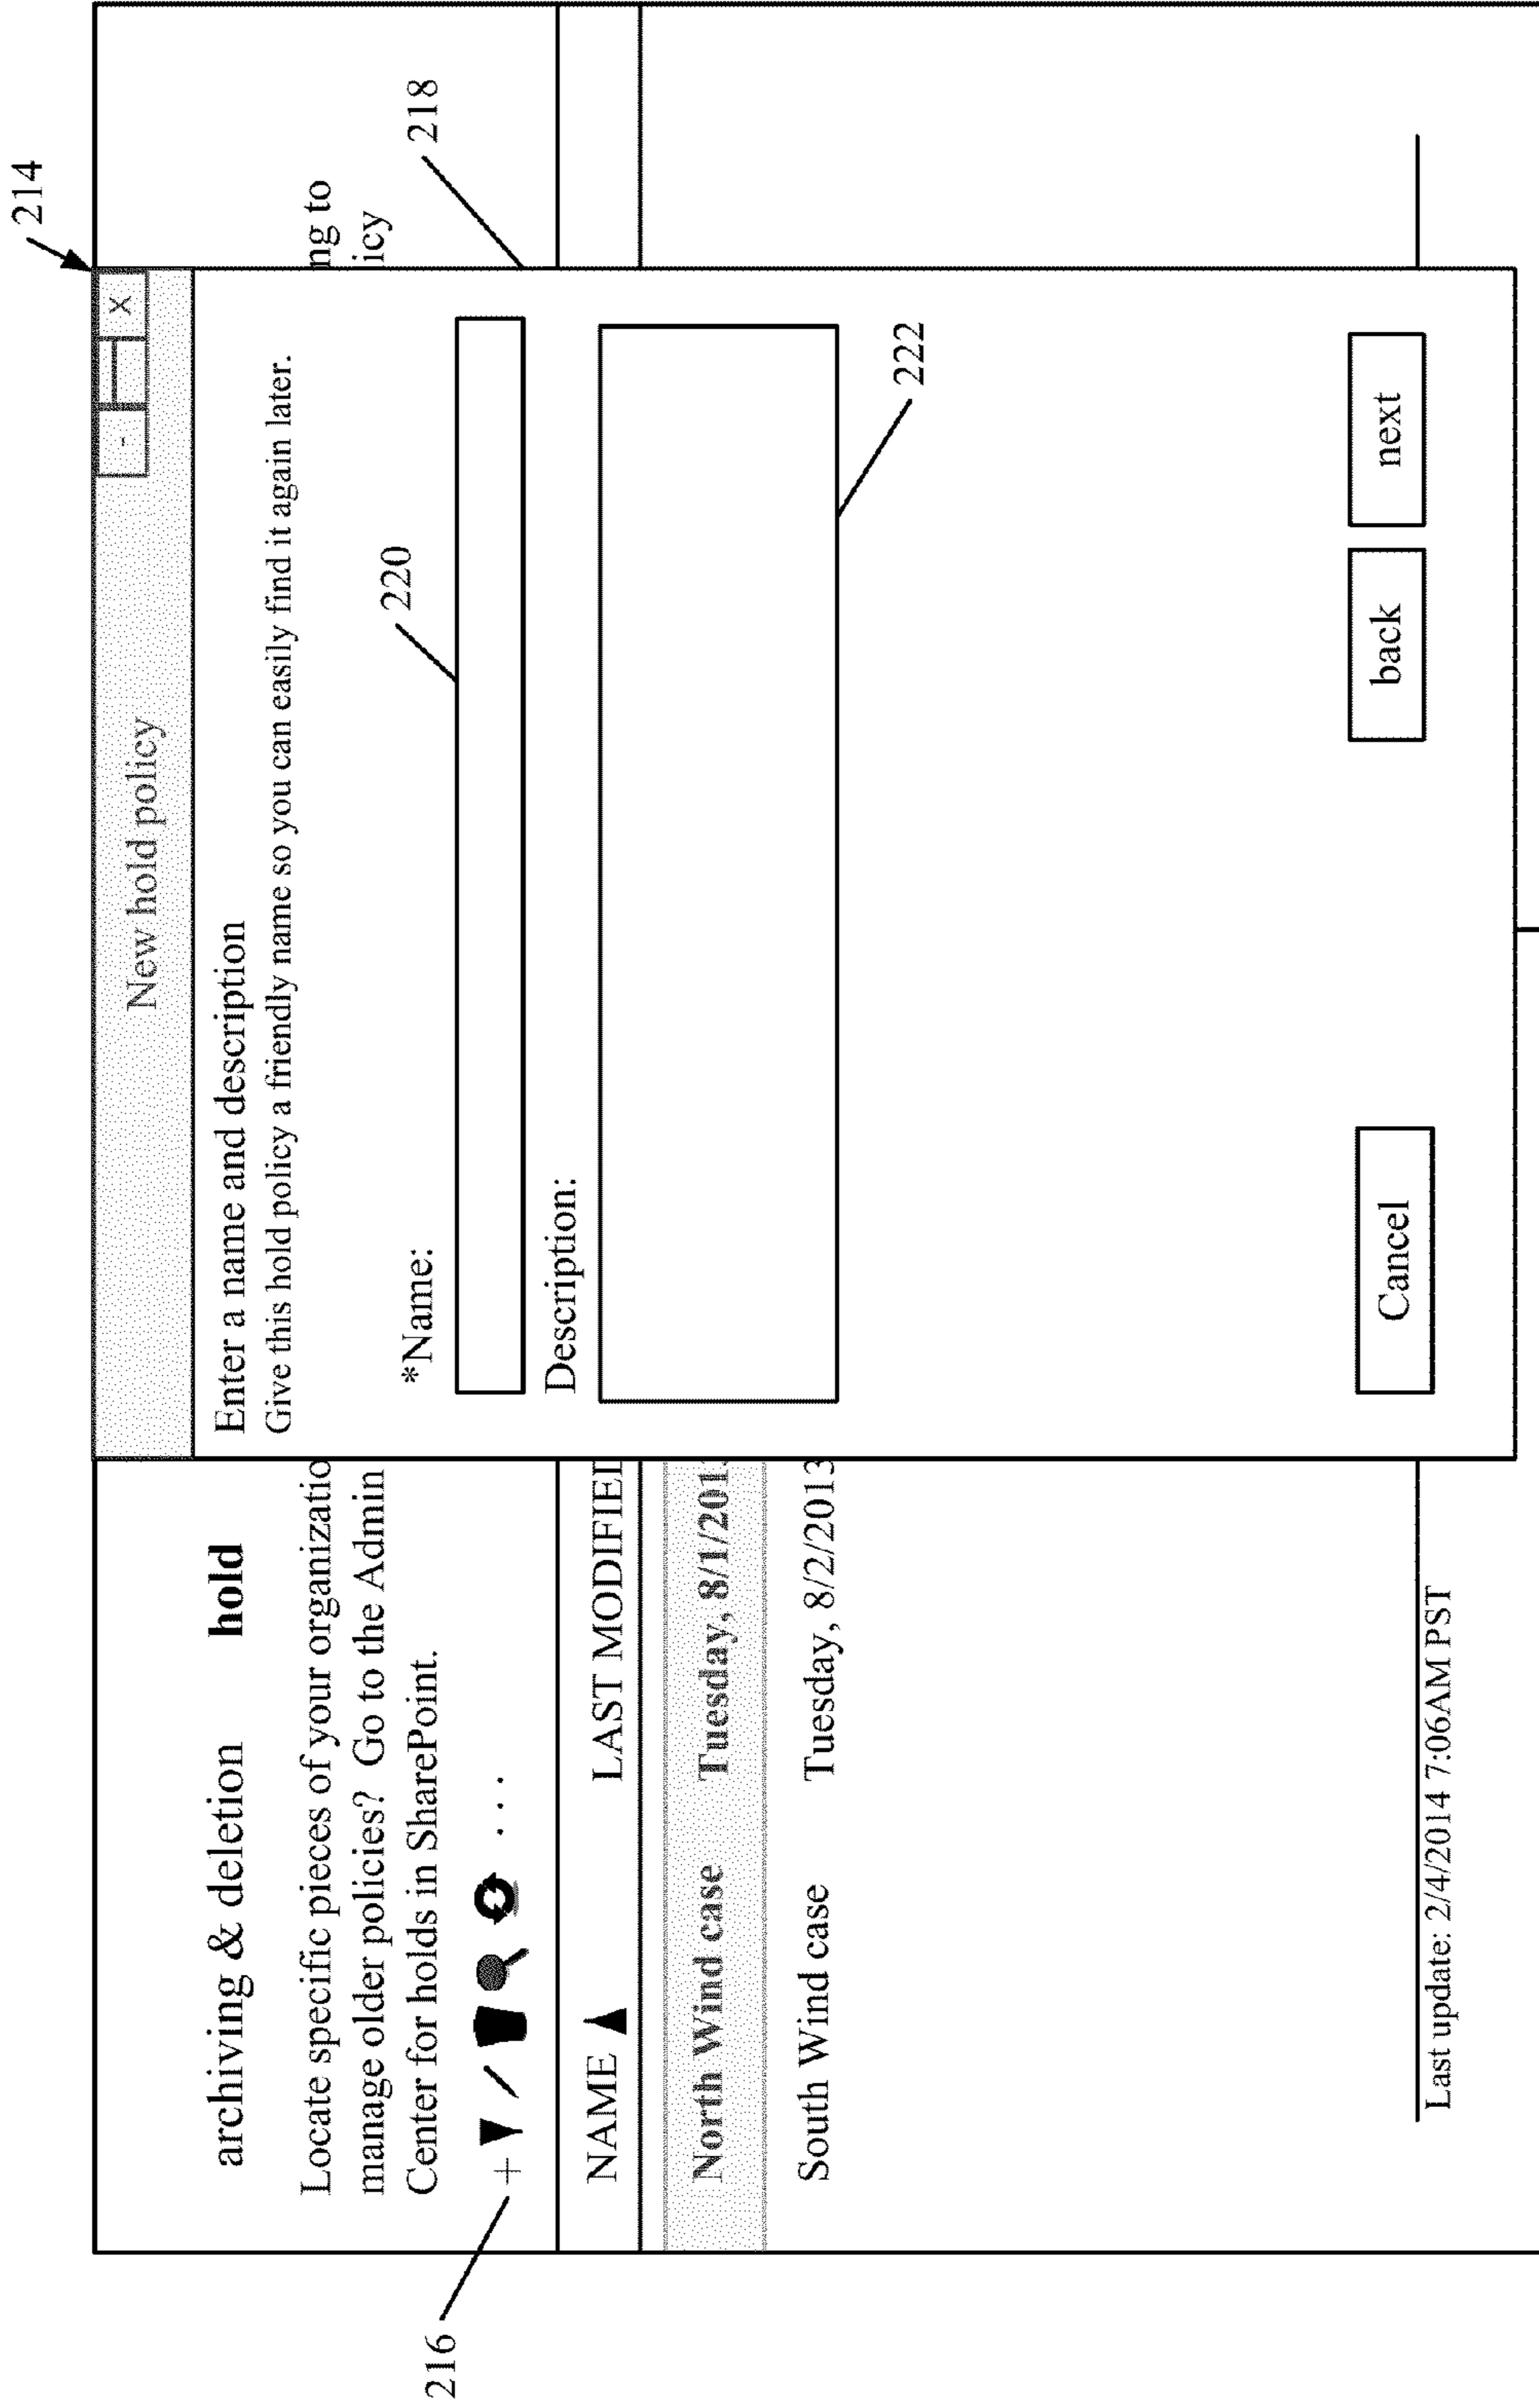 214
New hold policy
- x
archiving & deletion hold
Enter a name and description
Give this hold policy a friendly name so you can easily find it again later.
Locate specific pieces of your organizatio
manage older policies? Go to the Admin
Center for holds in SharePoint.
ng to
icy
216
+ ....
220
218
*Name:
Description:
NAME LAST MODIFIED
North Wind case Tuesday, 8/1/2013
South Wind case Tuesday, 8/2/2013
222
Cancel back next
Last update: 2/4/2014 7:06AM PST